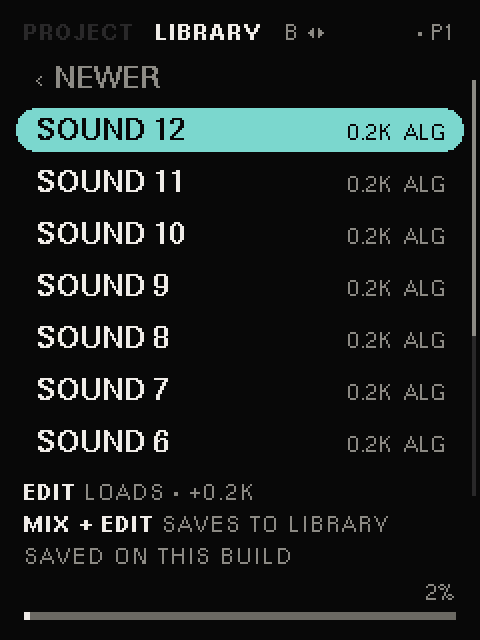 PROJECT LIBRARY B ◂▸ · P1
‹ NEWER
SOUND 12 0.2K ALG
SOUND 11 0.2K ALG
SOUND 10 0.2K ALG
SOUND 9 0.2K ALG
SOUND 8 0.2K ALG
SOUND 7 0.2K ALG
SOUND 6 0.2K ALG
EDIT LOADS · +0.2K
MIX + EDIT SAVES TO LIBRARY
SAVED ON THIS BUILD
2%